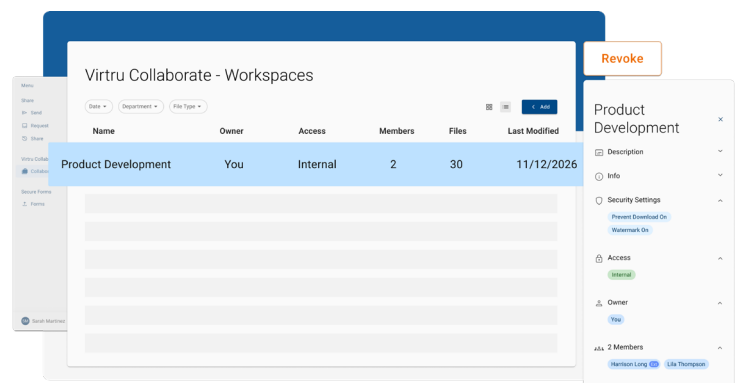 Revoke
Virtru Collaborate - Workspaces
Date
Department
File Type
Add
Name Owner Access Members Files Last Modified
Product Development You Internal 2 30 11/12/2026
Menu
Share
Send
Request
Share
Virtru Collab
Collabo
Secure Forms
Forms
Sarah Martinez
Product
Development
Description
Info
Security Settings
Prevent Download On
Watermark On
Access
Internal
Owner
You
2 Members
Harrison Long
Lila Thompson